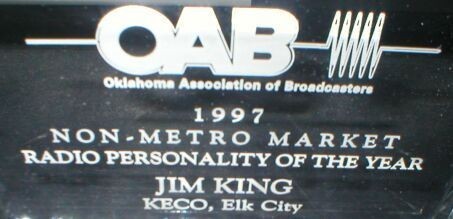 OAB
Oklahoma Association of Broadcasters
1997
NON-METRO MARKET
RADIO PERSONALITY OF THE YEAR
JIM KING
KECO, Elk City